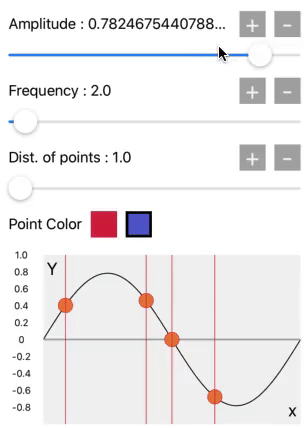 Amplitude : 0.7824675440788... + -
Frequency : 2.0 + -
Dist. of points : 1.0 + -
Point Color
1.0
Y
0.8
0.6
0.4
0.2
0
-0.2
-0.4
-0.6
-0.8
x